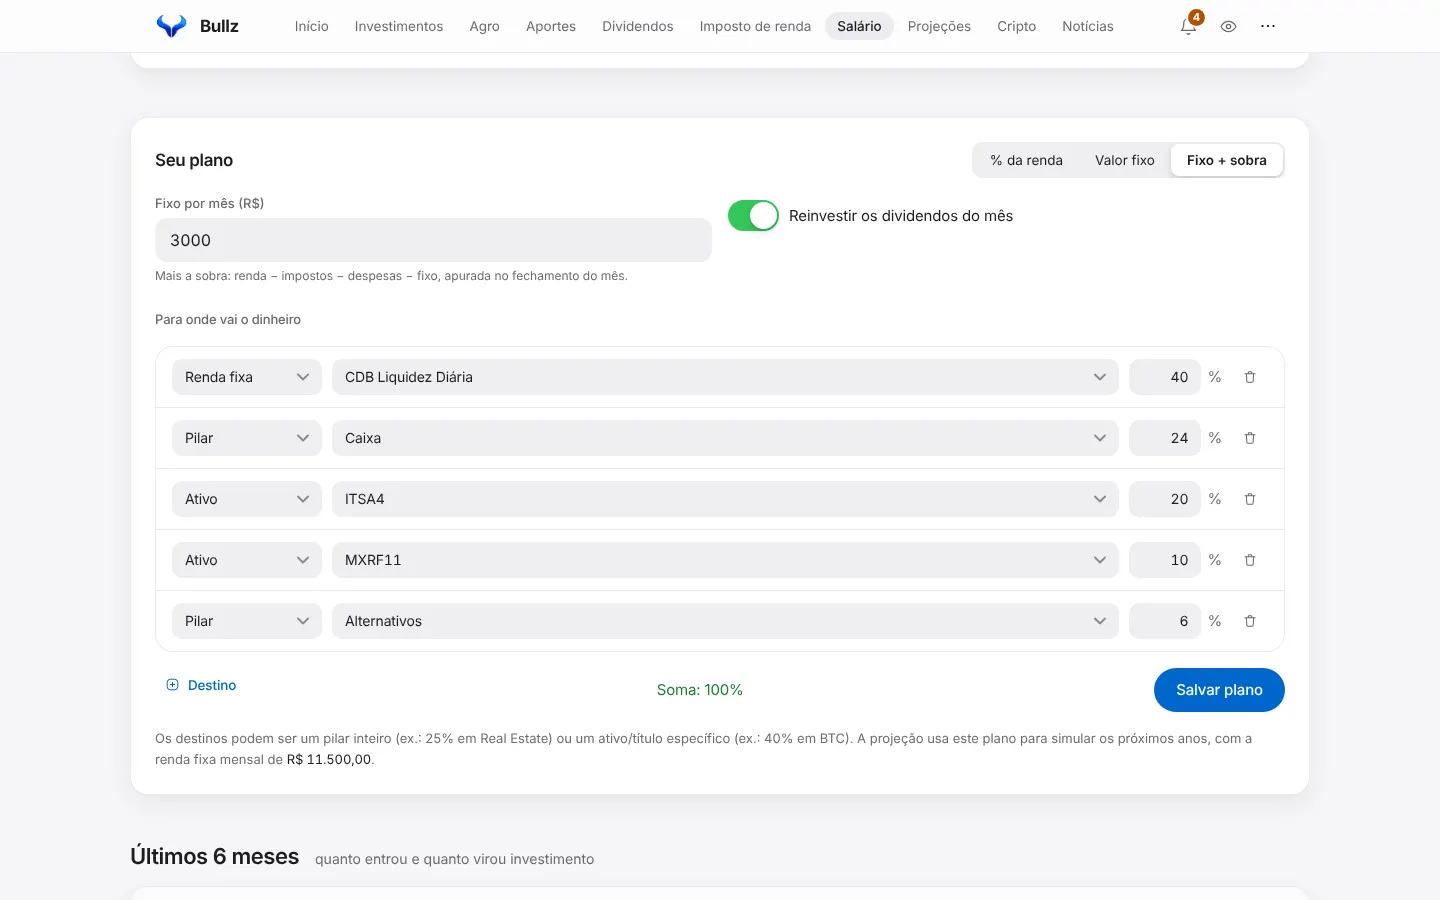 Bullz
Início
Investimentos
Agro
Aportes
Dividendos
Imposto de renda
Salário
Projeções
Cripto
Notícias
4
Seu plano
% da renda
Valor fixo
Fixo + sobra
Fixo por mês (R$)
3000
Reinvestir os dividendos do mês
Mais a sobra: renda − impostos − despesas − fixo, apurada no fechamento do mês.
Para onde vai o dinheiro
Renda fixa CDB Liquidez Diária 40 %
Pilar Caixa 24 %
Ativo ITSA4 20 %
Ativo MXRF11 10 %
Pilar Alternativos 6 %
Destino
Soma: 100%
Salvar plano
Os destinos podem ser um pilar inteiro (ex.: 25% em Real Estate) ou um ativo/título específico (ex.: 40% em BTC). A projeção usa este plano para simular os próximos anos, com a
renda fixa mensal de R$ 11.500,00.
Últimos 6 meses quanto entrou e quanto virou investimento